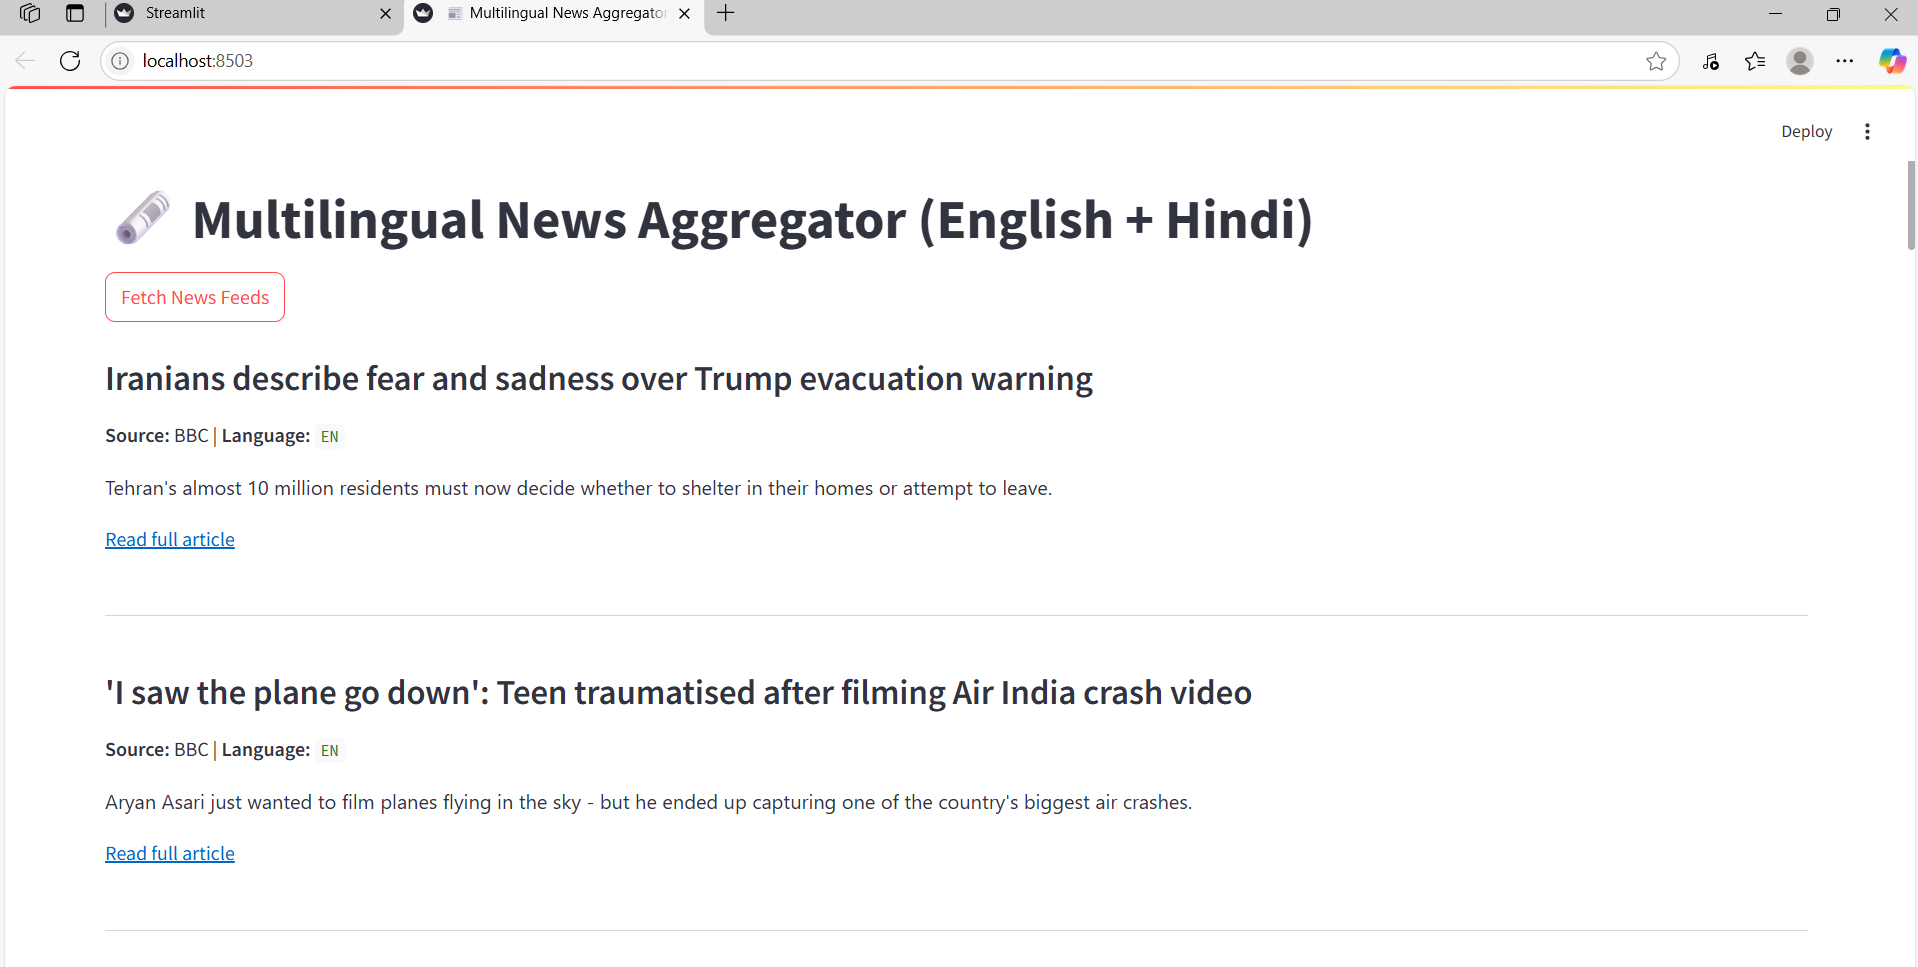 Streamlit
Multilingual News Aggregator
localhost:8503
Deploy
Multilingual News Aggregator (English + Hindi)
Fetch News Feeds
Iranians describe fear and sadness over Trump evacuation warning
Source: BBC | Language: EN
Tehran's almost 10 million residents must now decide whether to shelter in their homes or attempt to leave.
Read full article
'I saw the plane go down': Teen traumatised after filming Air India crash video
Source: BBC | Language: EN
Aryan Asari just wanted to film planes flying in the sky - but he ended up capturing one of the country's biggest air crashes.
Read full article